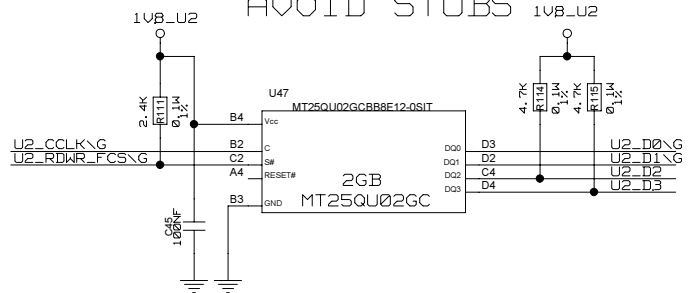 AVOID STUBS
1V8_U2
1V8_U2
2.4K
R111
0.1W
1%
4.7K
R114
0.1W
1%
4.7K
R115
0.1W
1%
U47
MT25QU02GCBB8E12-0SIT
B4
Vcc
U2_CCLK\G
B2
C
DQ0
D3
U2_D0\G
U2_RDWR_FCS\G
C2
S#
DQ1
D2
U2_D1\G
A4
RESET#
DQ2
C4
U2_D2
2GB
DQ3
D4
U2_D3
B3
GND
MT25QU02GC
C45
100NF